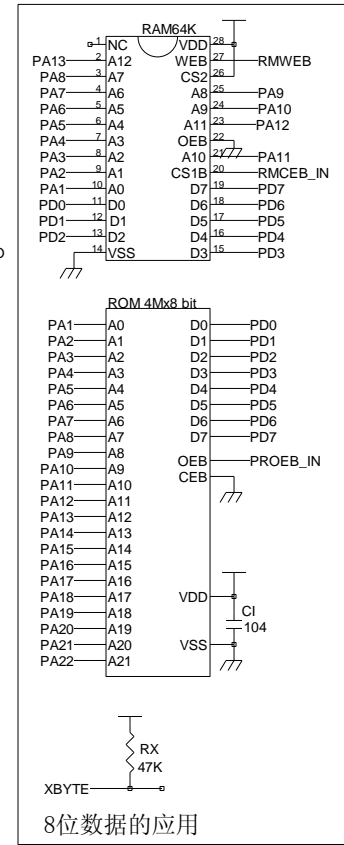 RAM64K
1 NC VDD 28
PA13 2 A12 WEB 27 RMWEB
PA8 3 A7 CS2 26
PA7 4 A6 A8 25 PA9
PA6 5 A5 A9 24 PA10
PA5 6 A4 A11 23 PA12
PA4 7 A3 OEB 22
PA3 8 A2 A10 21 PA11
PA2 9 A1 CS1B 20 RMCEB_IN
PA1 10 A0 D7 19 PD7
PD0 11 D0 D6 18 PD6
PD1 12 D1 D5 17 PD5
PD2 13 D2 D4 16 PD4
14 VSS D3 15 PD3
ROM 4Mx8 bit
PA1 A0 D0 PD0
PA2 A1 D1 PD1
PA3 A2 D2 PD2
PA4 A3 D3 PD3
PA5 A4 D4 PD4
PA6 A5 D5 PD5
PA7 A6 D6 PD6
PA8 A7 D7 PD7
PA9 A8
PA10 A9 OEB PROEB_IN
PA11 A10 CEB
PA12 A11
PA13 A12
PA14 A13
PA15 A14
PA16 A15
PA17 A16
PA18 A17 VDD
PA19 A18 CI
PA20 A19 104
PA21 A20 VSS
PA22 A21
RX
47K
XBYTE
8位数据的应用